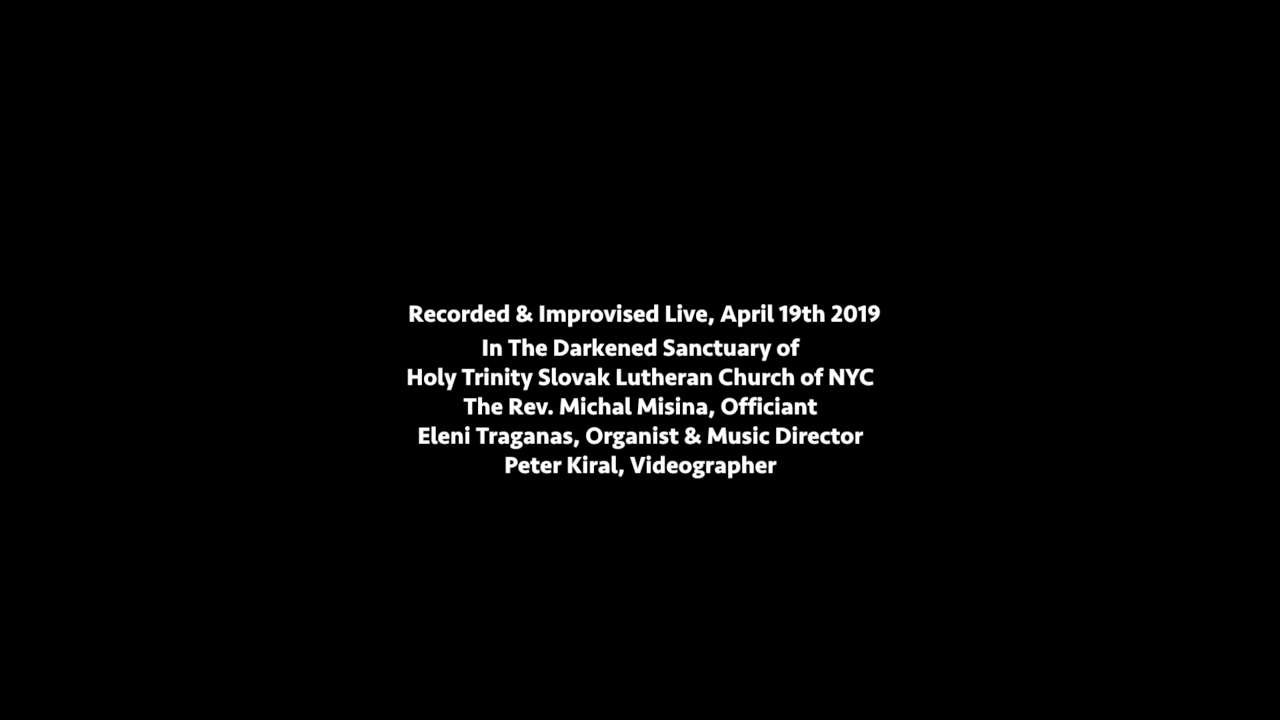 Recorded & Improvised Live, April 19th 2019
In The Darkened Sanctuary of
Holy Trinity Slovak Lutheran Church of NYC
The Rev. Michal Misina, Officiant
Eleni Traganas, Organist & Music Director
Peter Kiral, Videographer